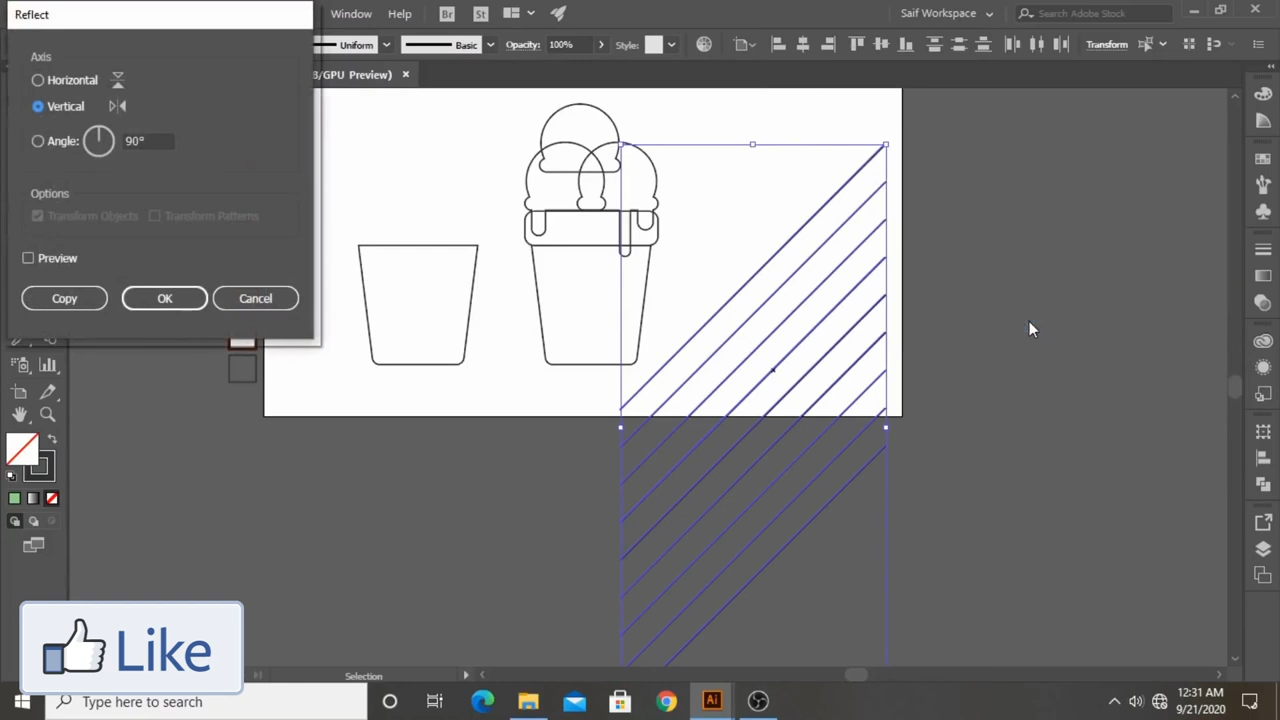 Reflect
Axis
Horizontal
Vertical
Angle:
90°
Options
Transform Objects
Transform Patterns
Preview
Copy
OK
Cancel
Window
Help
Br
St
Saif Workspace
Search Adobe Stock
Uniform
Basic
Opacity:
100%
Style:
Transform
B/GPU Preview)
Selection
Like
Type here to search
Ai
12:31 AM
9/21/2020